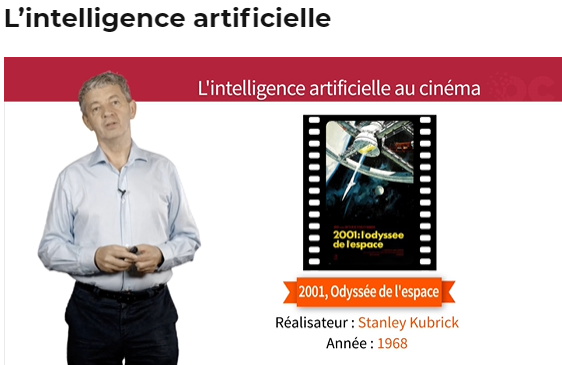 L’intelligence artificielle
L'intelligence artificielle au cinéma
2001: l'odyssée
de l'espace
2001, Odyssée de l'espace
Réalisateur : Stanley Kubrick
Année : 1968